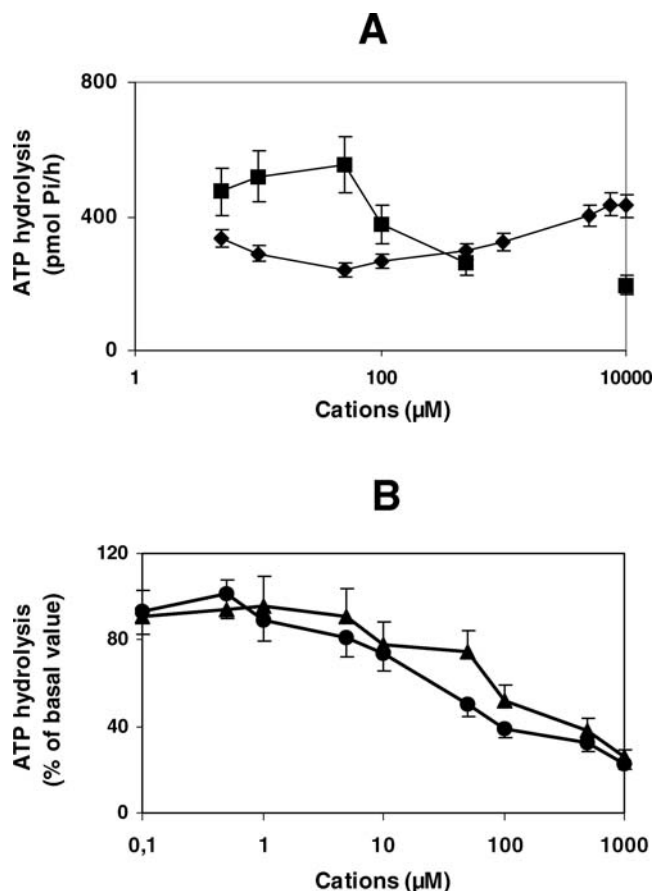 A
800
400
0
ATP hydrolysis
(pmol Pi/h)
1
100
10000
Cations (µM)
B
120
80
40
0
ATP hydrolysis
(% of basal value)
0,1
1
10
100
1000
Cations (µM)